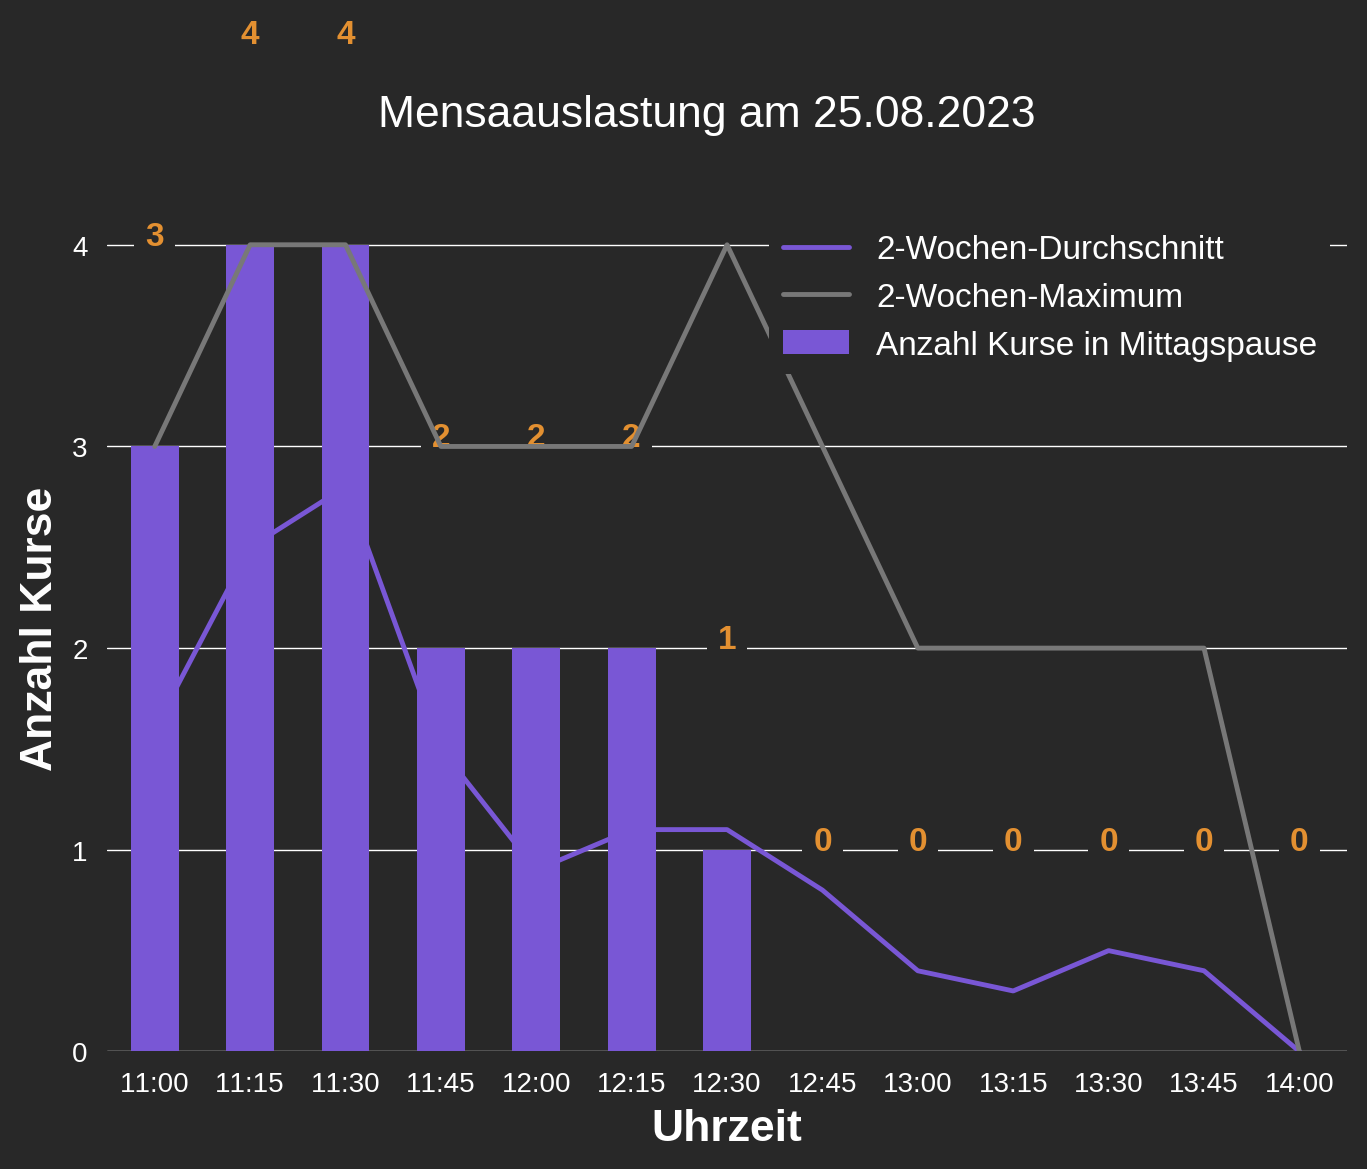 4 4
Mensaauslastung am 25.08.2023
3
2-Wochen-Durchschnitt
2-Wochen-Maximum
Anzahl Kurse in Mittagspause
2 2 2
1
0 0 0 0 0 0
4
3
2
1
0
Anzahl Kurse
11:00 11:15 11:30 11:45 12:00 12:15 12:30 12:45 13:00 13:15 13:30 13:45 14:00
Uhrzeit